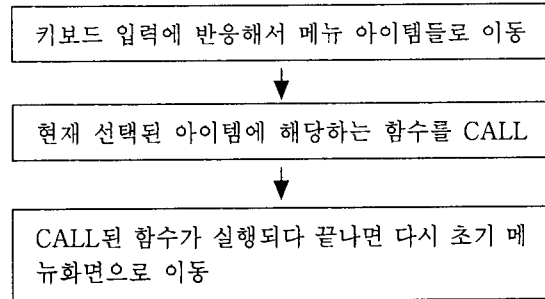 키보드 입력에 반응해서 메뉴 아이템들로 이동
현재 선택된 아이템에 해당하는 함수를 CALL
CALL된 함수가 실행되다 끝나면 다시 초기 메
뉴화면으로 이동